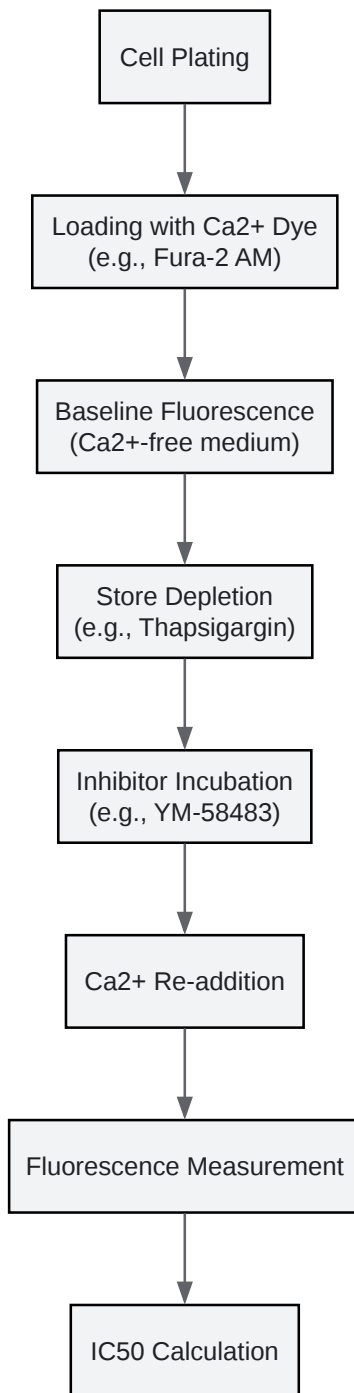 Cell Plating
Loading with Ca2+ Dye
(e.g., Fura-2 AM)
Baseline Fluorescence
(Ca2+-free medium)
Store Depletion
(e.g., Thapsigargin)
Inhibitor Incubation
(e.g., YM-58483)
Ca2+ Re-addition
Fluorescence Measurement
IC50 Calculation